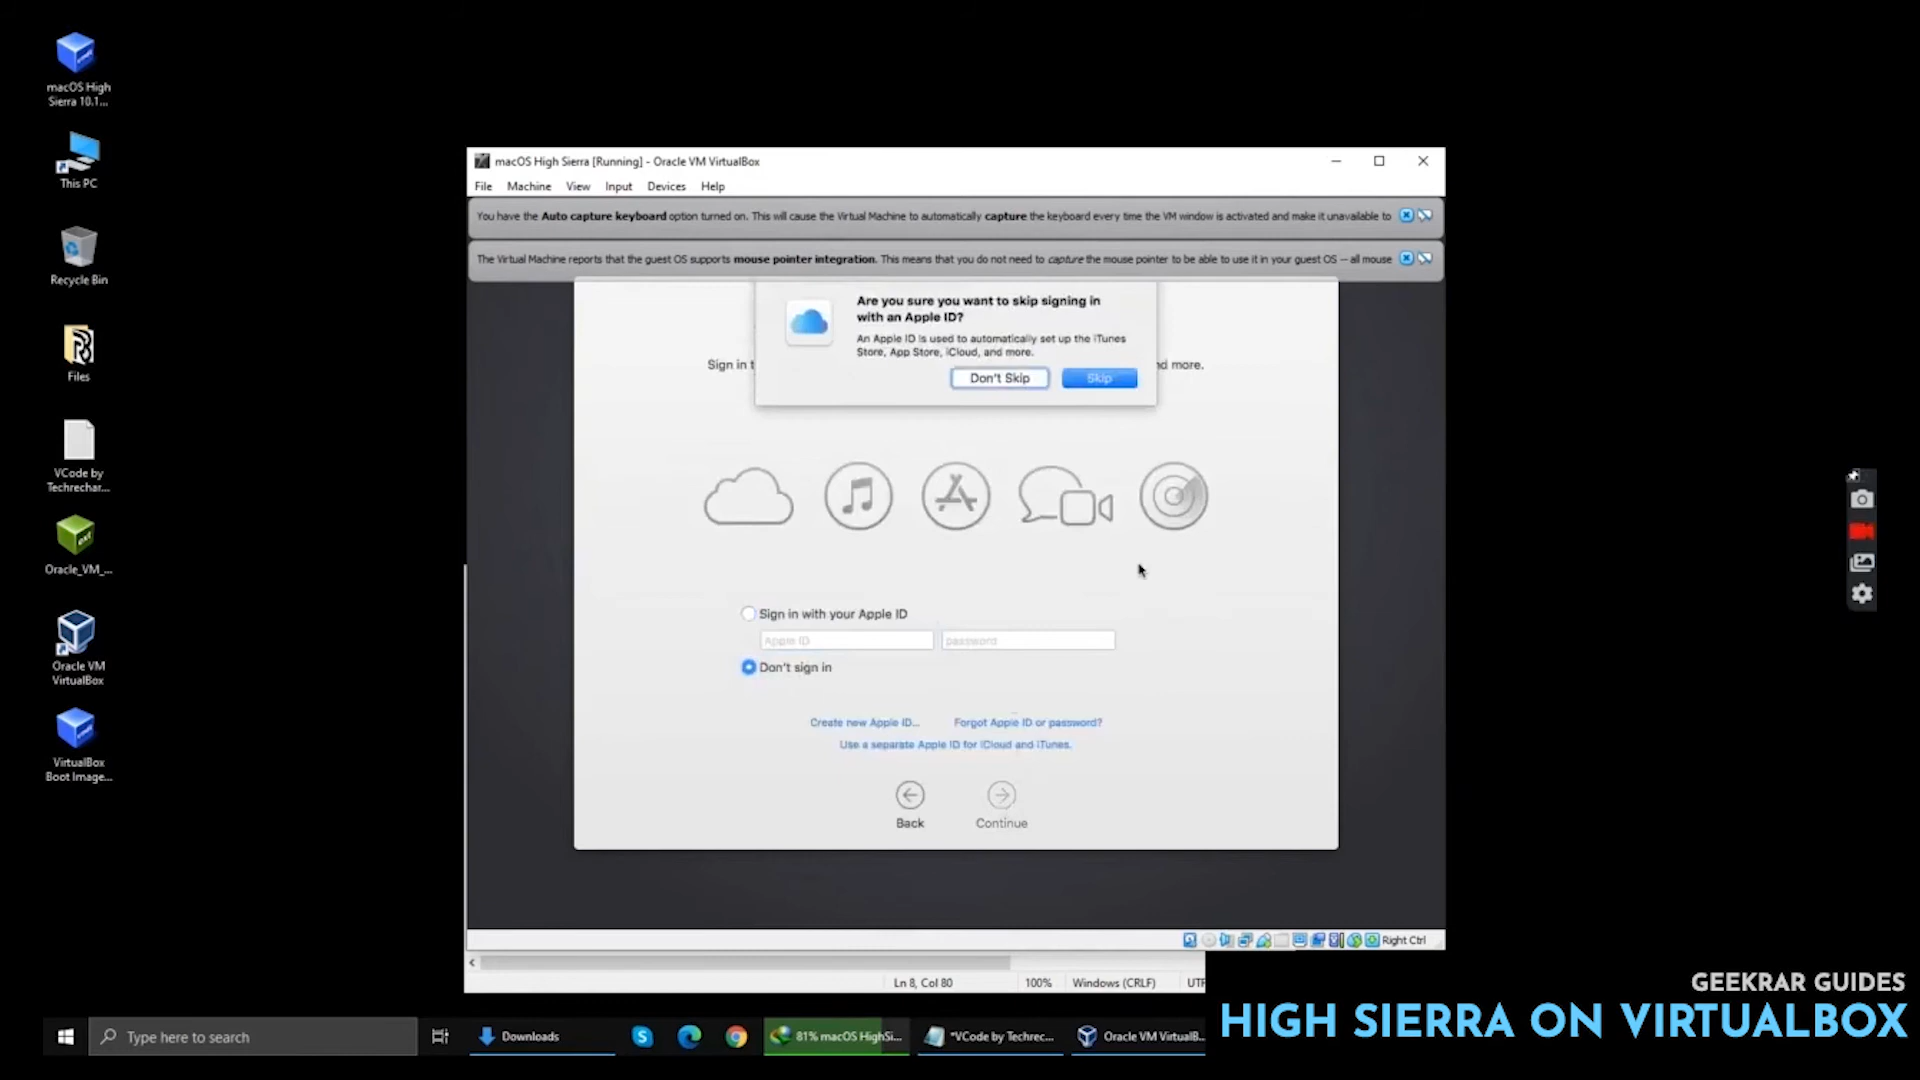 macOS High
Sierra 10.1...
This PC
Recycle Bin
Files
VCode by
Techrechar...
Oracle_VM_...
Oracle VM
VirtualBox
VirtualBox
Boot Image...
macOS High Sierra [Running] - Oracle VM VirtualBox
File Machine View Input Devices Help
You have the Auto capture keyboard option turned on. This will cause the Virtual Machine to automatically capture the keyboard every time the VM window is activated and make it unavailable to
The Virtual Machine reports that the guest OS supports mouse pointer integration. This means that you do not need to capture the mouse pointer to be able to use it in your guest OS — all mouse
Are you sure you want to skip signing in
with an Apple ID?
An Apple ID is used to automatically set up the iTunes
Store, App Store, iCloud, and more.
Don't Skip Skip
Sign in t
d more.
Sign in with your Apple ID
Apple ID password
Don't sign in
Create new Apple ID... Forgot Apple ID or password?
Use a separate Apple ID for iCloud and iTunes.
Back Continue
Right Ctrl
Ln 8, Col 80 100% Windows (CRLF) UTF
Type here to search
Downloads
81% macOS HighSi...
*VCode by Techrec...
Oracle VM VirtualB...
GEEKRAR GUIDES
HIGH SIERRA ON VIRTUALBOX